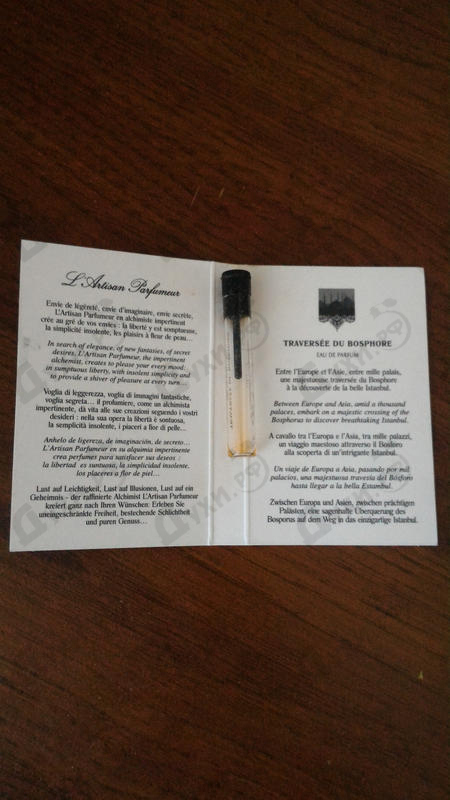 L'Artisan Parfumeur
Envie de légèreté, envie d'imaginaire, envie secrète,
L'Artisan Parfumeur en alchimiste impertinent
crée au gré de vos envies : la liberté y est somptueuse,
la simplicité insolente, les plaisirs à fleur de peau...
In search of elegance, of new fantasies, of secret
desires, L'Artisan Parfumeur, the impertinent
alchemist, creates to please your every mood:
in sumptuous liberty, with insolent simplicity and
to provide a shiver of pleasure at every turn...
Voglia di leggerezza, voglia di immagini fantastiche,
voglia segreta... il profumiere, come un alchimista
impertinente, dà vita alle sue creazioni seguendo i vostri
desideri : nella sua opera la libertà è sontuosa,
la semplicità insolente, i piaceri a fior di pelle...
Anhelo de ligereza, de imaginación, de secreto...
L'Artisan Parfumeur en su alquimia impertinente
crea perfumes para satisfacer sus deseos :
la libertad es suntuosa, la simplicidad insolente,
los placeres a flor de piel...
Lust auf Leichtigkeit, Lust auf Illusionen, Lust auf ein
Geheimnis - der raffinierte Alchimist L'Artisan Parfumeur
kreiert ganz nach Ihren Wünschen: Erleben Sie
uneingeschränkte Freiheit, bestechende Schlichtheit
und puren Genuss...
TRAVERSÉE DU BOSPHORE
EAU DE PARFUM
Entre l'Europe et l'Asie, entre mille palais,
une majestueuse traversée du Bosphore
à la découverte de la belle Istanbul.
Between Europe and Asia, amid a thousand
palaces, embark on a majestic crossing of the
Bosphorus to discover breathtaking Istanbul.
A cavallo tra l'Europa e l'Asia, tra mille palazzi,
un viaggio maestoso attraverso il Bosforo
alla scoperta di un'intrigante Istanbul.
Un viaje de Europa a Asia, pasando por mil
palacios, una majestuosa travesía del Bósforo
hasta llegar a la bella Estambul.
Zwischen Europa und Asien, zwischen prächtigen
Palästen, eine sagenhafte Überquerung des
Bosporus auf dem Weg in das einzigartige Istanbul.